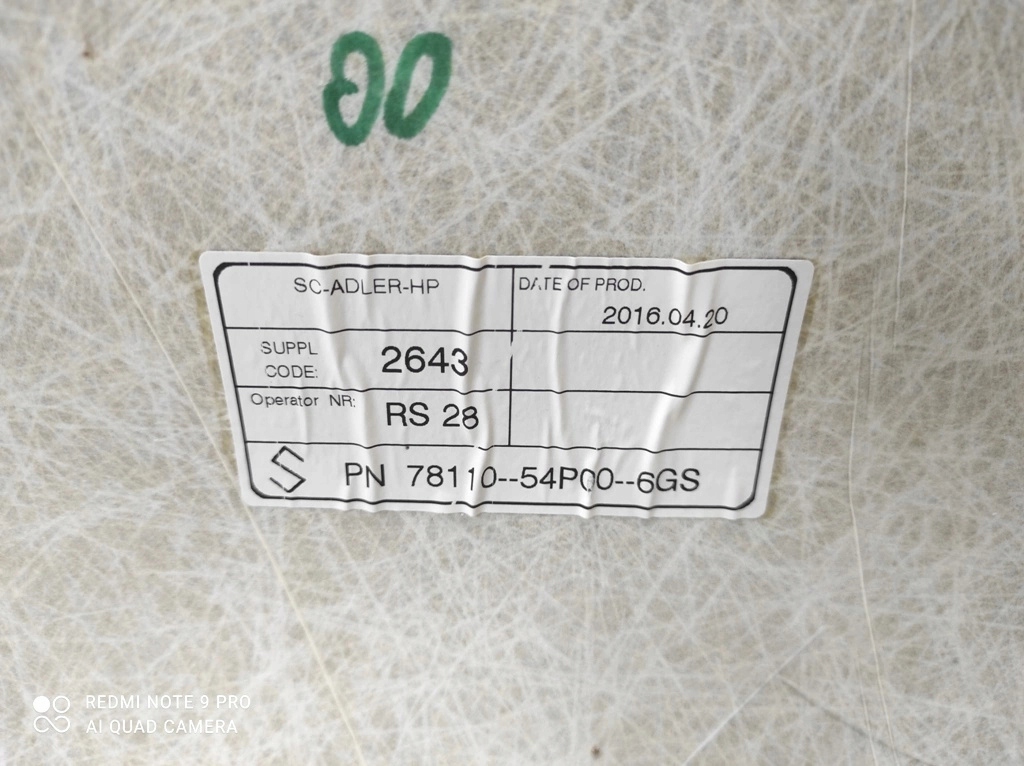 00
SC-ADLER-HP
DATE OF PROD.
2016.04.20
SUPPL CODE: 2643
Operator NR: RS 28
PN 78110--54P00--6GS
REDMI NOTE 9 PRO
AI QUAD CAMERA